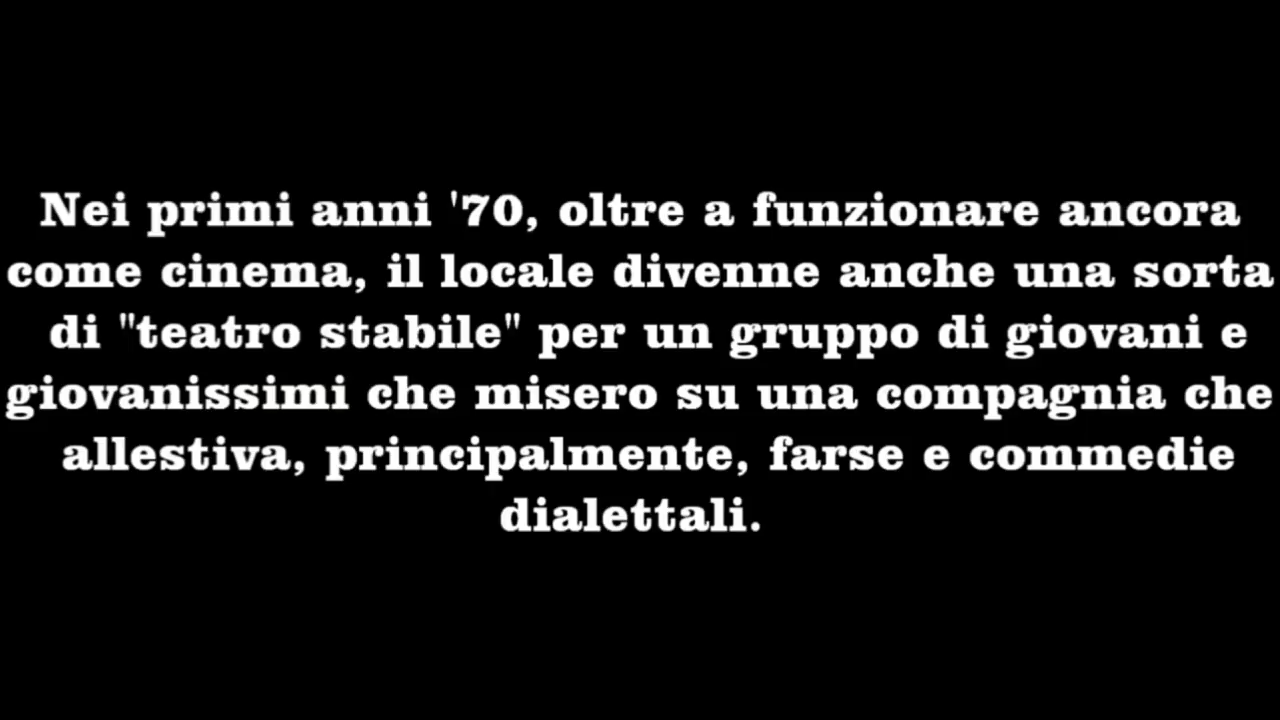 Nei primi anni '70, oltre a funzionare ancora
come cinema, il locale divenne anche una sorta
di "teatro stabile" per un gruppo di giovani e
giovanissimi che misero su una compagnia che
allestiva, principalmente, farse e commedie
dialettali.